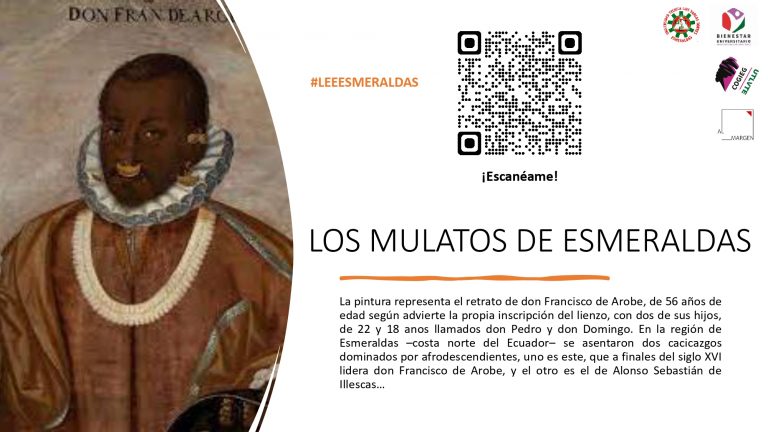 DON FRÁN. DE AROB
#LEEESMERALDAS
BIENESTAR
UNIVERSITARIO
COGIEG
UTLVTE
AL
MARGEN
¡Escanéame!
LOS MULATOS DE ESMERALDAS
La pintura representa el retrato de don Francisco de Arobe, de 56 años de
edad según advierte la propia inscripción del lienzo, con dos de sus hijos,
de 22 y 18 anos llamados don Pedro y don Domingo. En la región de
Esmeraldas –costa norte del Ecuador– se asentaron dos cacicazgos
dominados por afrodescendientes, uno es este, que a finales del siglo XVI
lidera don Francisco de Arobe, y el otro es el de Alonso Sebastián de
Illescas…